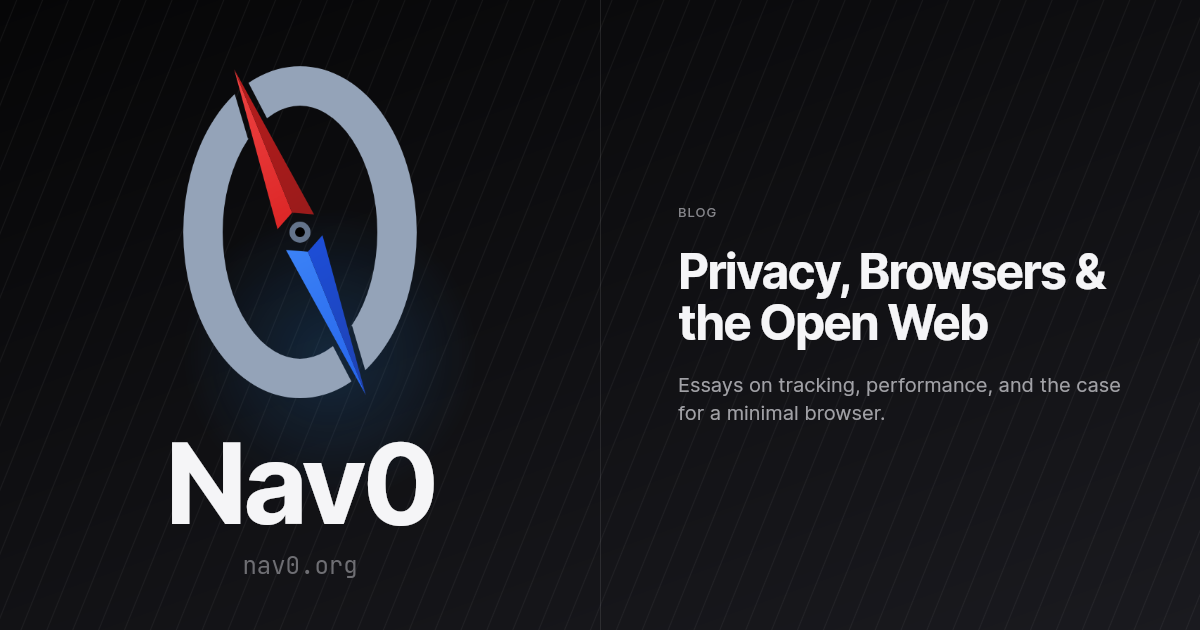 Nav0
nav0.org
BLOG
Privacy, Browsers &
the Open Web
Essays on tracking, performance, and the case
for a minimal browser.